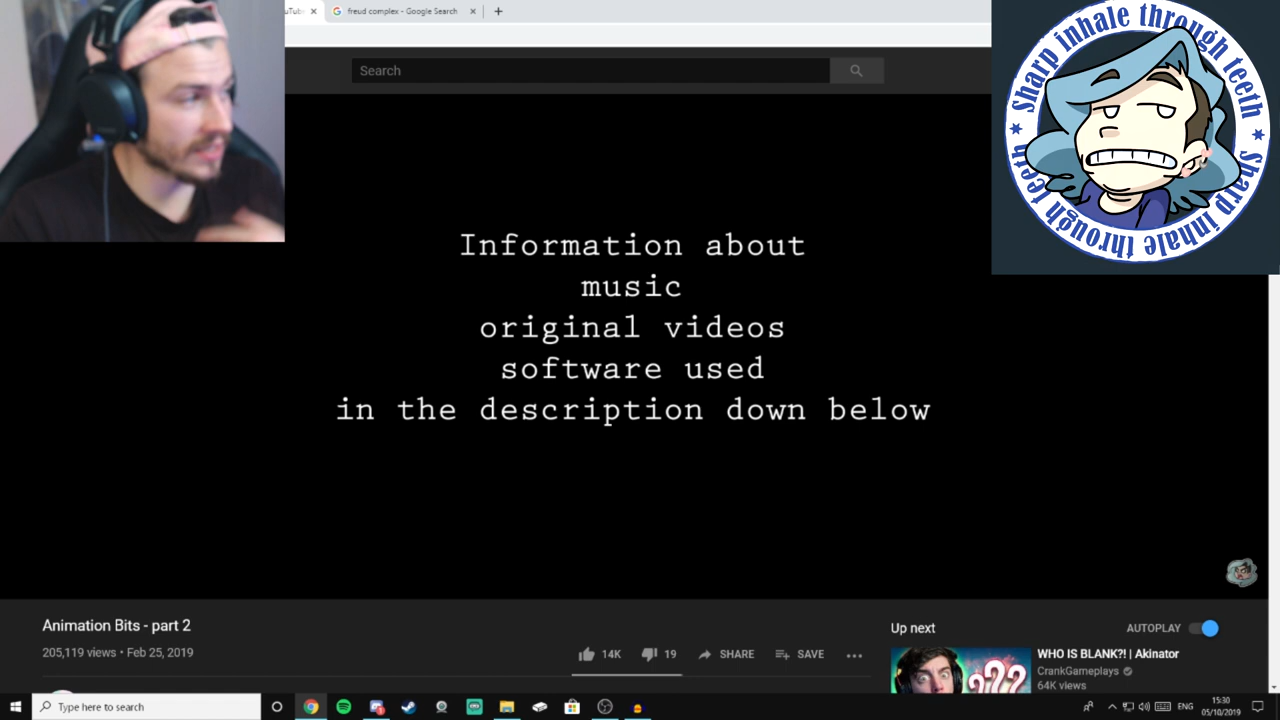 uTub
freud complex - Google Search
Search
Sharp inhale through teeth
Sharp inhale through teeth
Information about
music
original videos
software used
in the description down below
Animation Bits - part 2
205,119 views • Feb 25, 2019
14K
19
SHARE
SAVE
Up next
AUTOPLAY
WHO IS BLANK?! | Akinator
CrankGameplays
64K views
???
Type here to search
ENG
15:30
05/10/2019